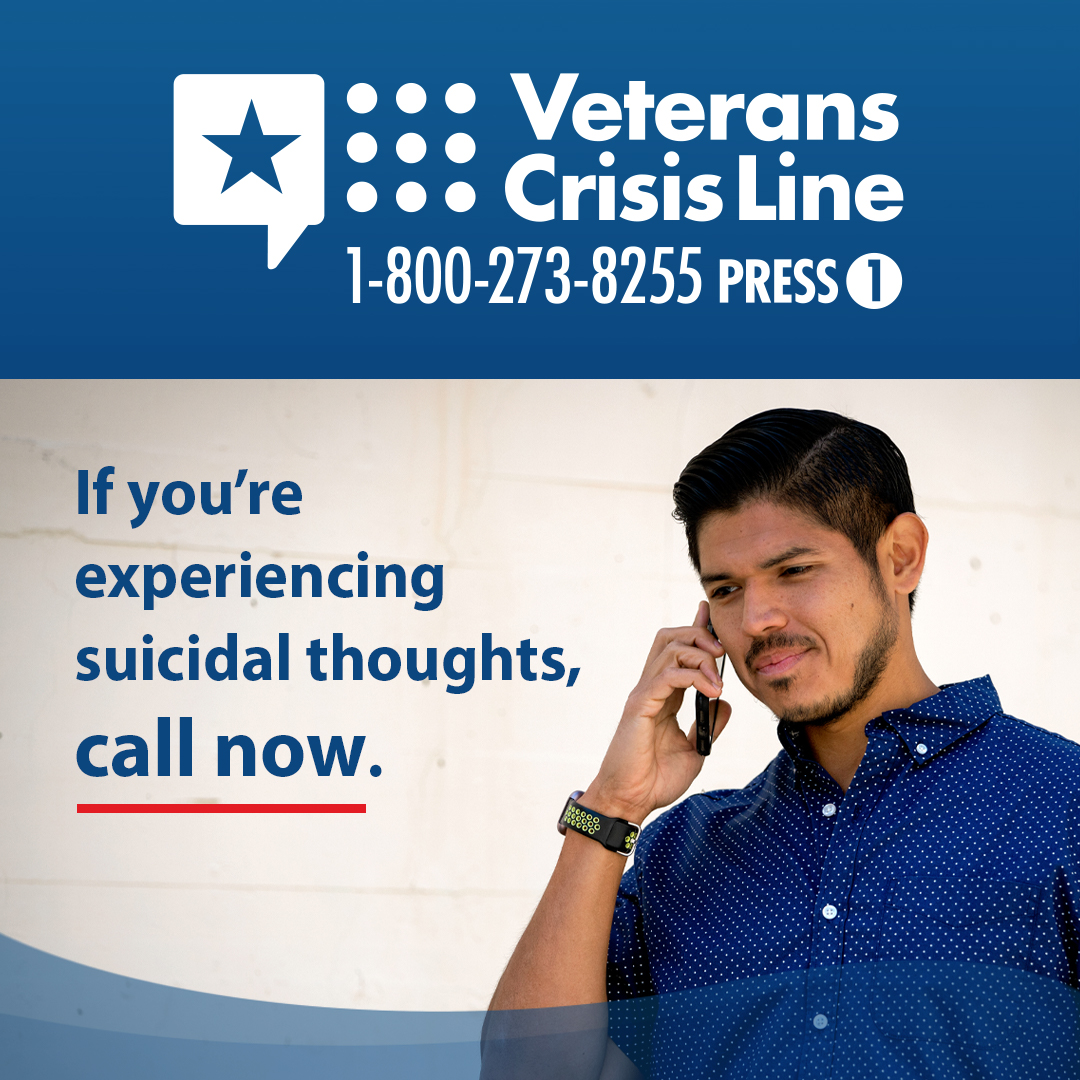 Veterans
Crisis Line
1-800-273-8255 PRESS 1
If you're
experiencing
suicidal thoughts,
call now.